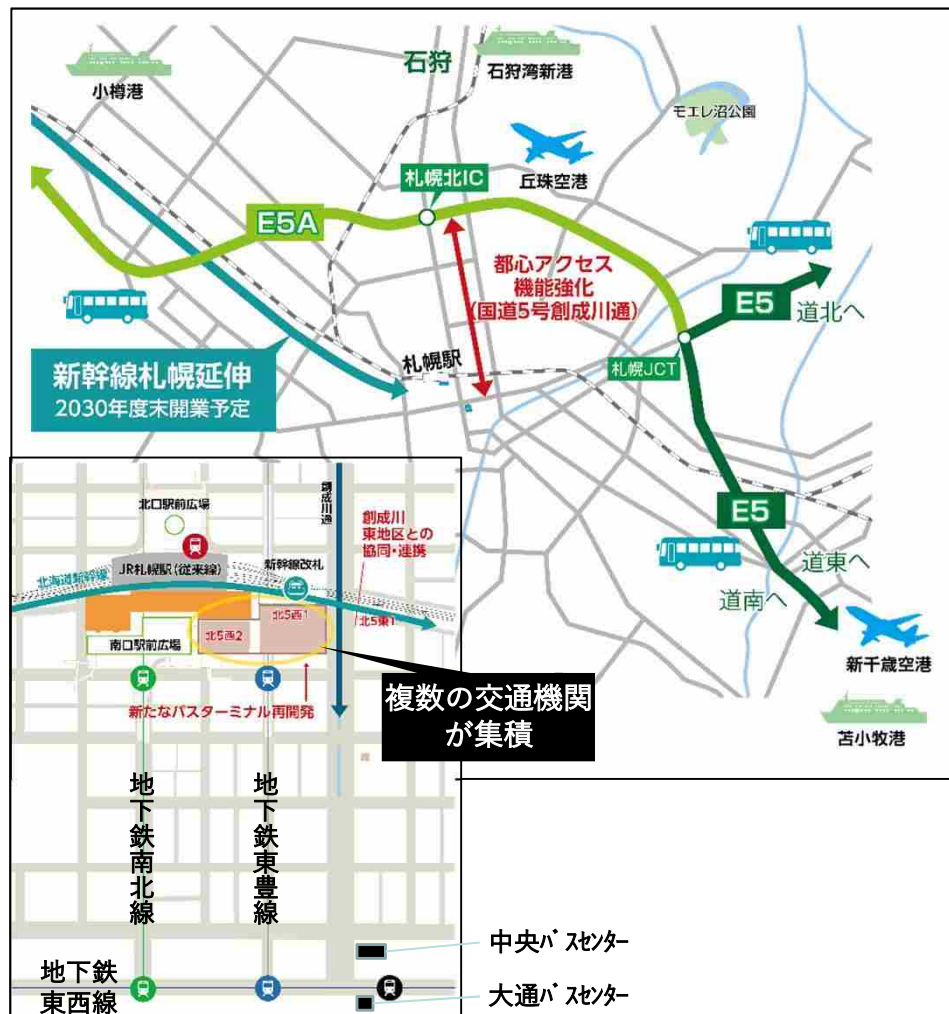 小樽港
石狩
石狩湾新港
モエレ沼公園
札幌北IC
丘珠空港
E5A
都心アクセス
機能強化
(国道5号創成川通)
E5
道北へ
札幌駅
札幌JCT
新幹線札幌延伸
2030年度末開業予定
E5
道東へ
道南へ
新千歳空港
苫小牧港
北口駅前広場
創成川通
創成川
東地区との
協同・連携
JR札幌駅(従来線)
新幹線改札
北海道新幹線
北5西1
北5東1
北5西2
南口駅前広場
新たなバスターミナル再開発
複数の交通機関
が集積
地下鉄南北線
地下鉄東豊線
中央バスセンター
地下鉄
東西線
大通バスセンター